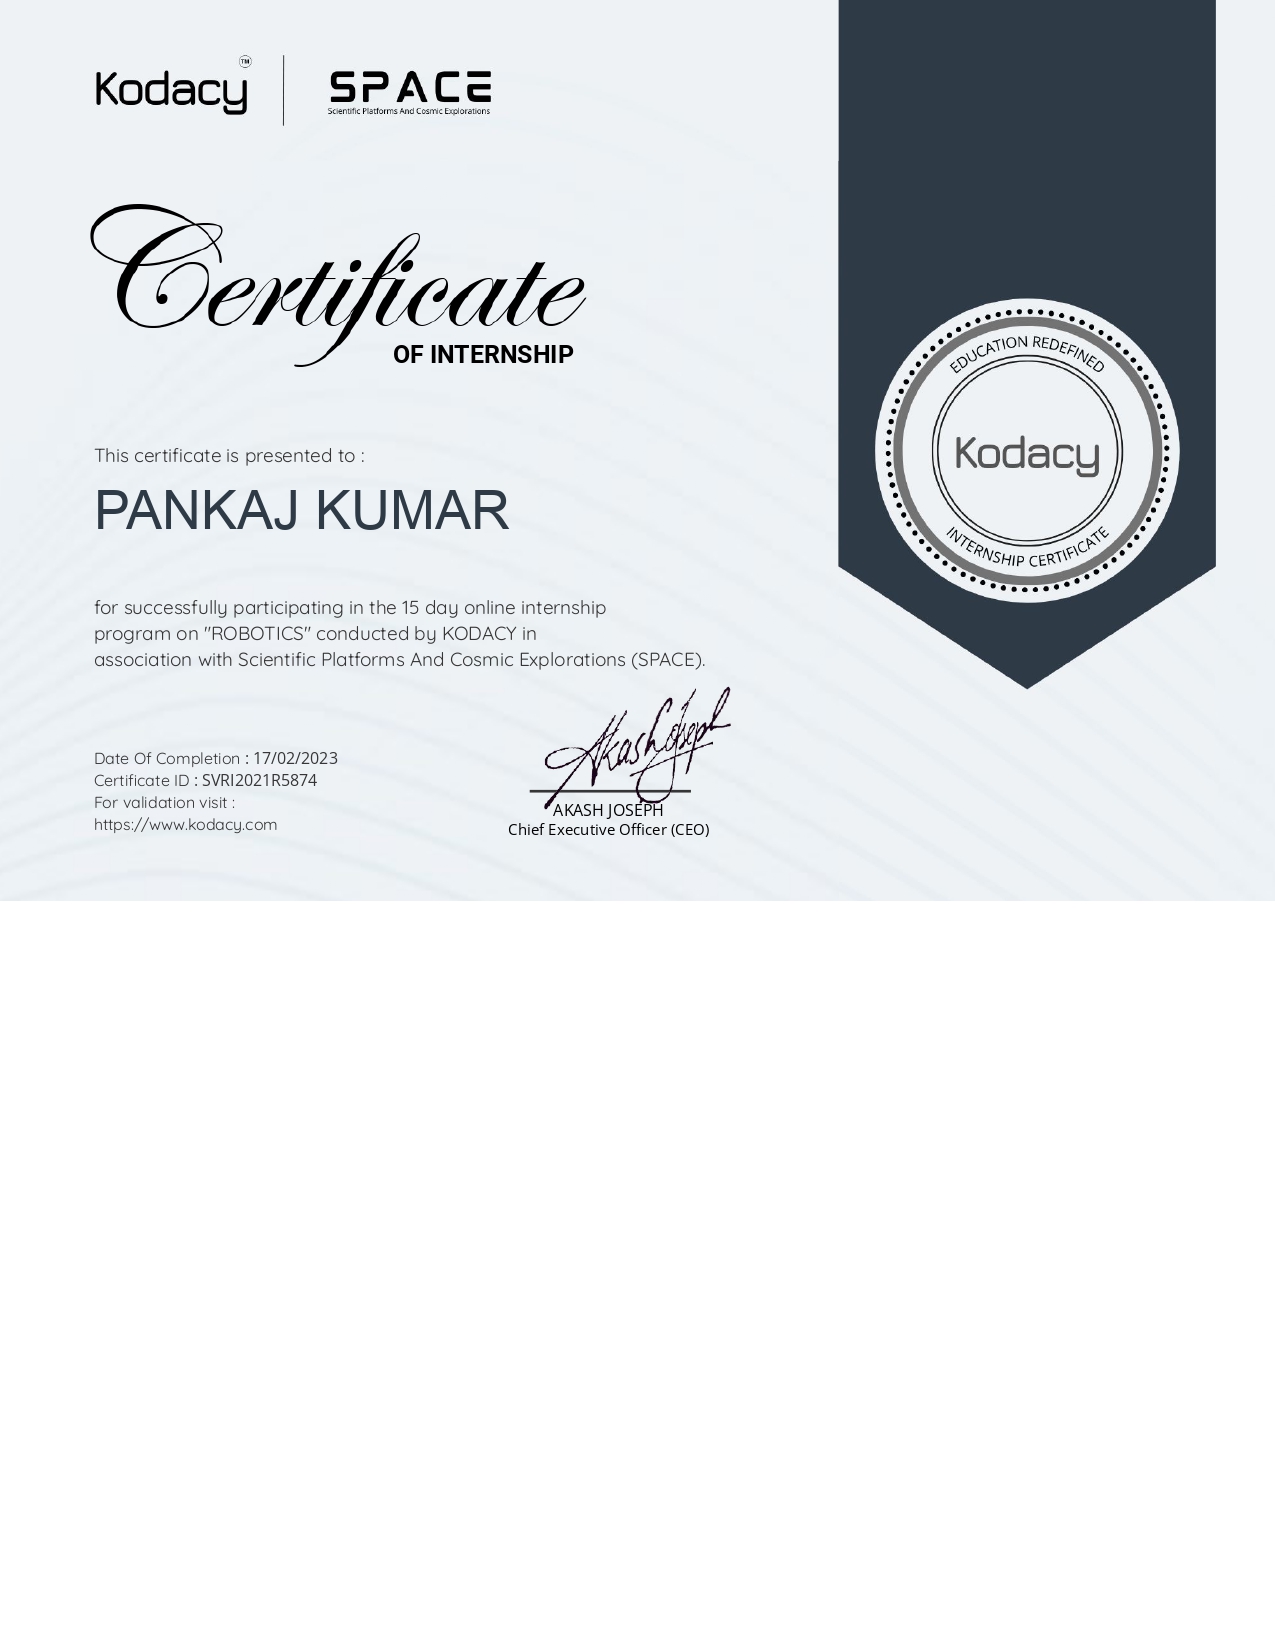 Kodacy TM
SPACE
Scientific Platforms And Cosmic Explorations
Certificate
OF INTERNSHIP
This certificate is presented to :
PANKAJ KUMAR
for successfully participating in the 15 day online internship
program on "ROBOTICS" conducted by KODACY in
association with Scientific Platforms And Cosmic Explorations (SPACE).
Date Of Completion : 17/02/2023
Certificate ID : SVRI2021R5874
For validation visit :
https://www.kodacy.com
Akash Joseph
AKASH JOSEPH
Chief Executive Officer (CEO)
EDUCATION REDEFINED
Kodacy
INTERNSHIP CERTIFICATE